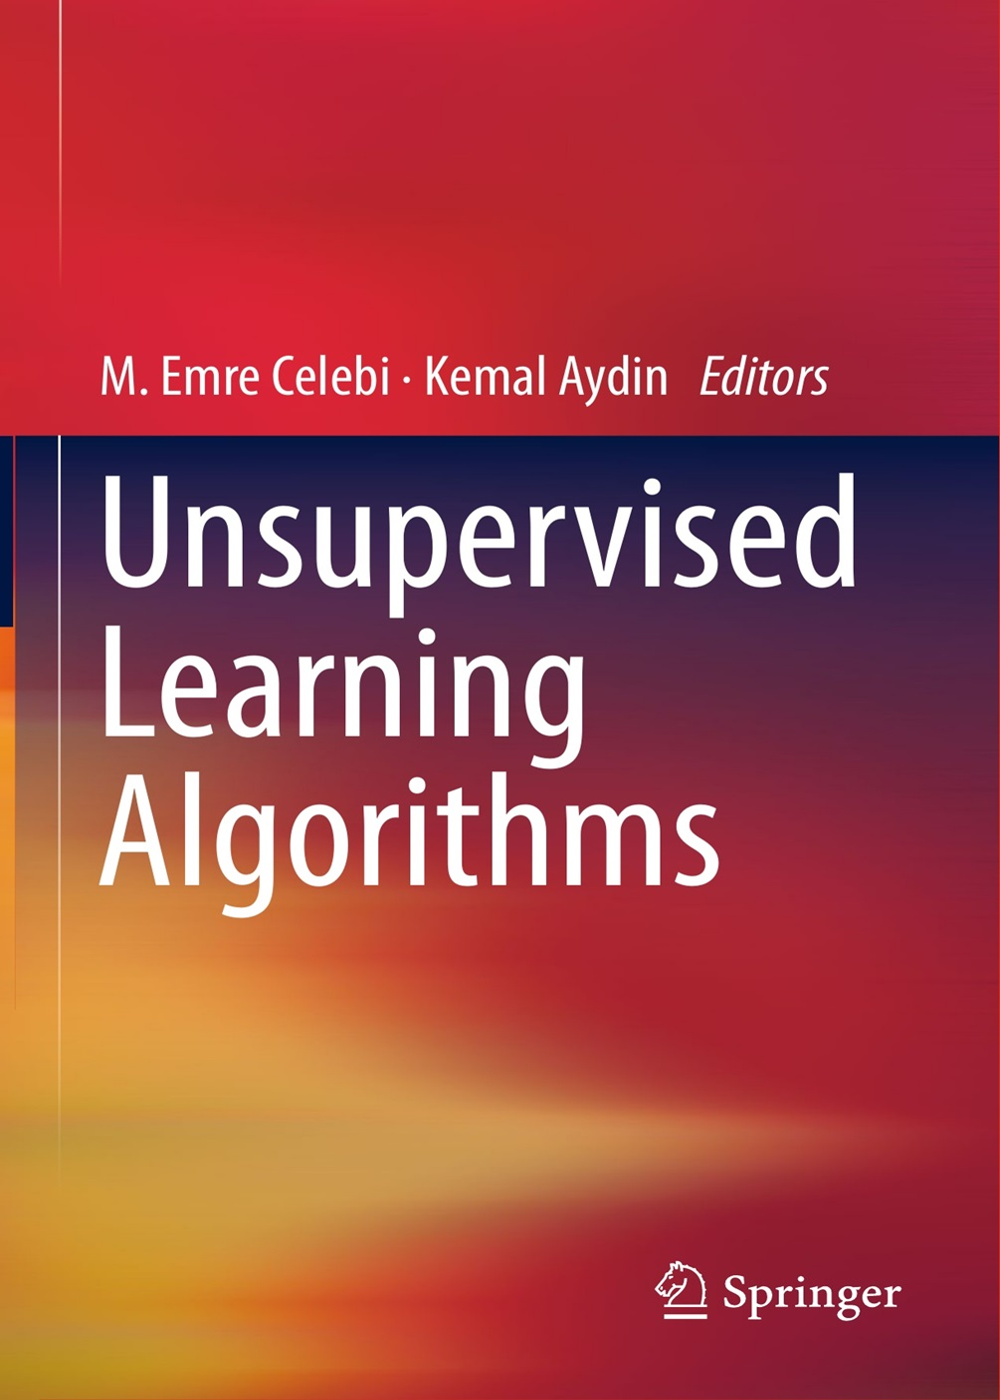 M. Emre Celebi · Kemal Aydin Editors
Unsupervised
Learning
Algorithms
Springer